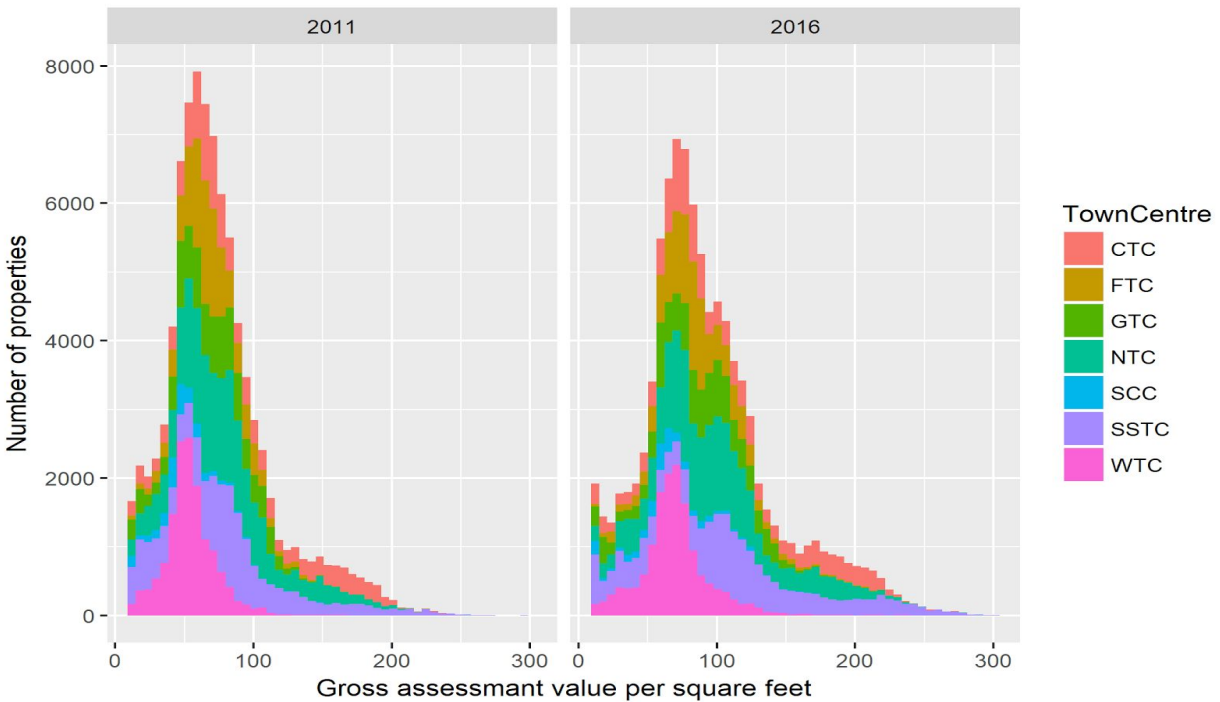 2011
2016
8000
6000
4000
2000
0
Number of properties
0 100 200 300
0 100 200 300
Gross assessmant value per square feet
TownCentre
CTC
FTC
GTC
NTC
SCC
SSTC
WTC